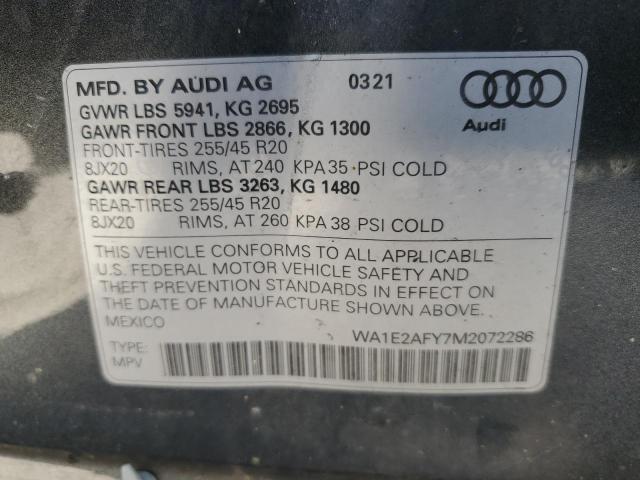 MFD. BY AUDI AG 0321
GVWR LBS 5941, KG 2695
GAWR FRONT LBS 2866, KG 1300
FRONT-TIRES 255/45 R20
8JX20 RIMS, AT 240 KPA 35 PSI COLD
GAWR REAR LBS 3263, KG 1480
REAR-TIRES 255/45 R20
8JX20 RIMS, AT 260 KPA 38 PSI COLD
Audi
THIS VEHICLE CONFORMS TO ALL APPLICABLE
U.S. FEDERAL MOTOR VEHICLE SAFETY AND
THEFT PREVENTION STANDARDS IN EFFECT ON
THE DATE OF MANUFACTURE SHOWN ABOVE.
MEXICO
WA1E2AFY7M2072286
TYPE:
MPV